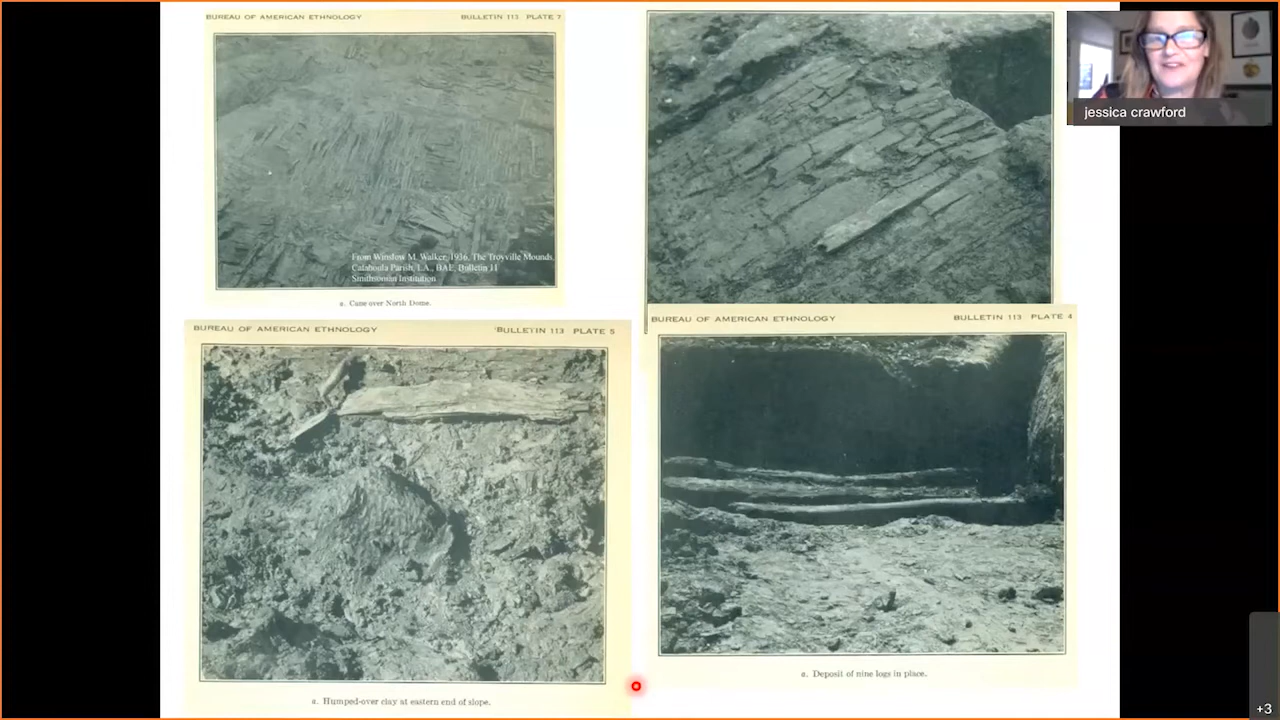 BUREAU OF AMERICAN ETHNOLOGY BULLETIN 113 PLATE 7
From Winslow M. Walker, 1936, The Troyville Mounds,
Catahoula Parish, LA., BAE, Bulletin 11
Smithsonian Institution
a. Cane over North Dome.
BUREAU OF AMERICAN ETHNOLOGY BULLETIN 113 PLATE 5
a. Humped-over clay at eastern end of slope.
BUREAU OF AMERICAN ETHNOLOGY BULLETIN 113 PLATE 4
a. Deposit of nine logs in place.
jessica crawford
+3